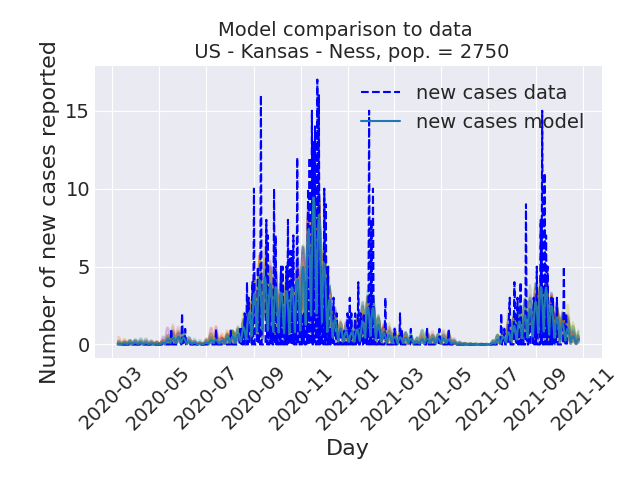 Model comparison to data
US - Kansas - Ness, pop. = 2750
Number of new cases reported
15
10
5
0
new cases data
new cases model
2020-03
2020-05
2020-07
2020-09
2020-11
2021-01
2021-03
2021-05
2021-07
2021-09
2021-11
Day